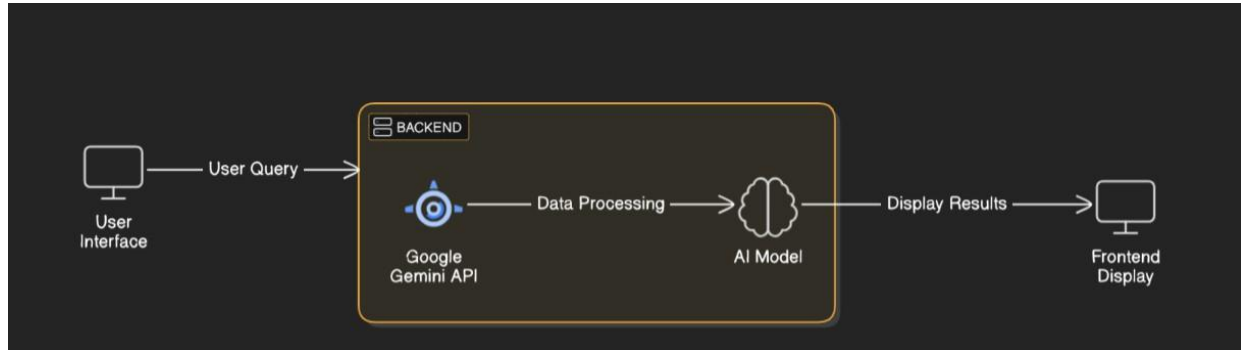 BACKEND
User Query
Data Processing
Display Results
User
Interface
Google
Gemini API
AI Model
Frontend
Display